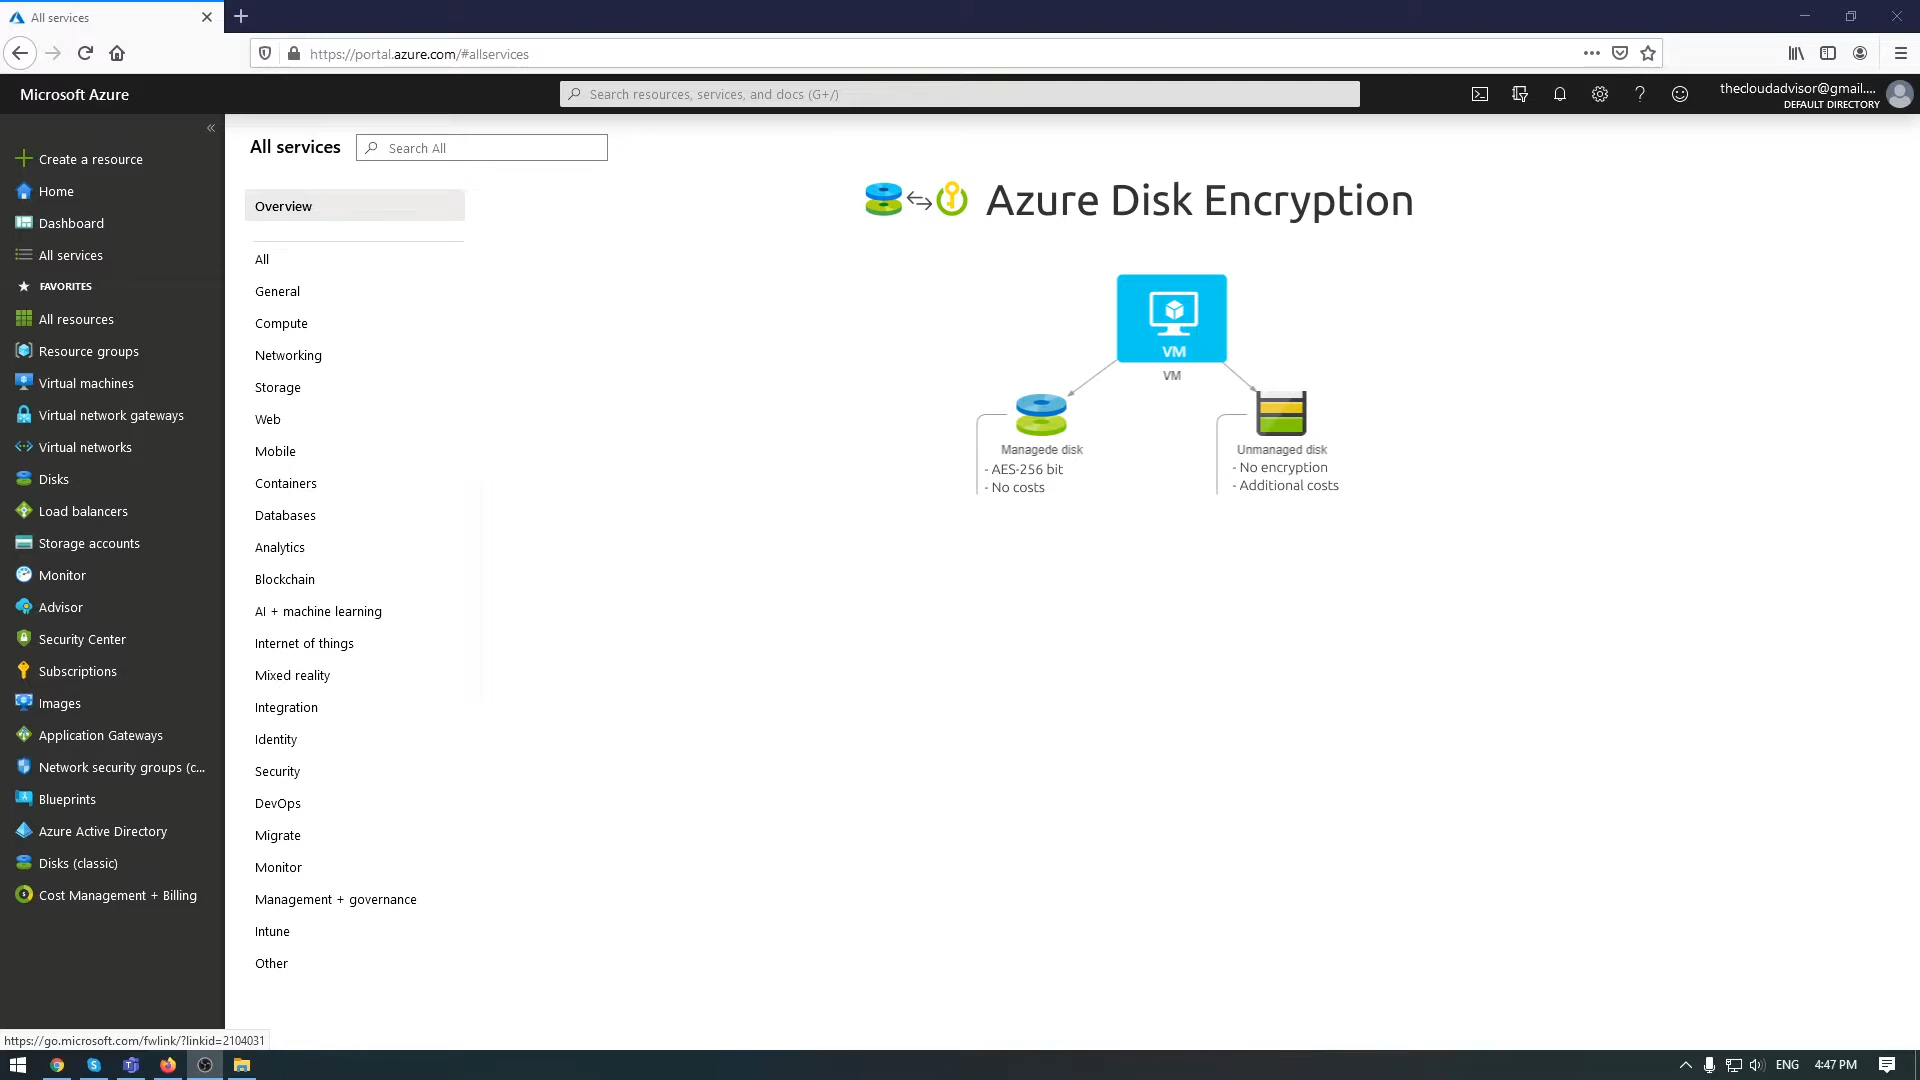 All services
https://portal.azure.com/#allservices
Microsoft Azure
Search resources, services, and docs (G+/)
thecloudadvisor@gmail....
DEFAULT DIRECTORY
«
Create a resource
Home
Dashboard
All services
FAVORITES
All resources
Resource groups
Virtual machines
Virtual network gateways
Virtual networks
Disks
Load balancers
Storage accounts
Monitor
Advisor
Security Center
Subscriptions
Images
Application Gateways
Network security groups (c...
Blueprints
Azure Active Directory
Disks (classic)
Cost Management + Billing
All services
Search All
Overview
All
General
Compute
Networking
Storage
Web
Mobile
Containers
Databases
Analytics
Blockchain
AI + machine learning
Internet of things
Mixed reality
Integration
Identity
Security
DevOps
Migrate
Monitor
Management + governance
Intune
Other
Azure Disk Encryption
VM
VM
Managede disk
- AES-256 bit
- No costs
Unmanaged disk
- No encryption
- Additional costs
https://go.microsoft.com/fwlink/?linkid=2104031
ENG
4:47 PM